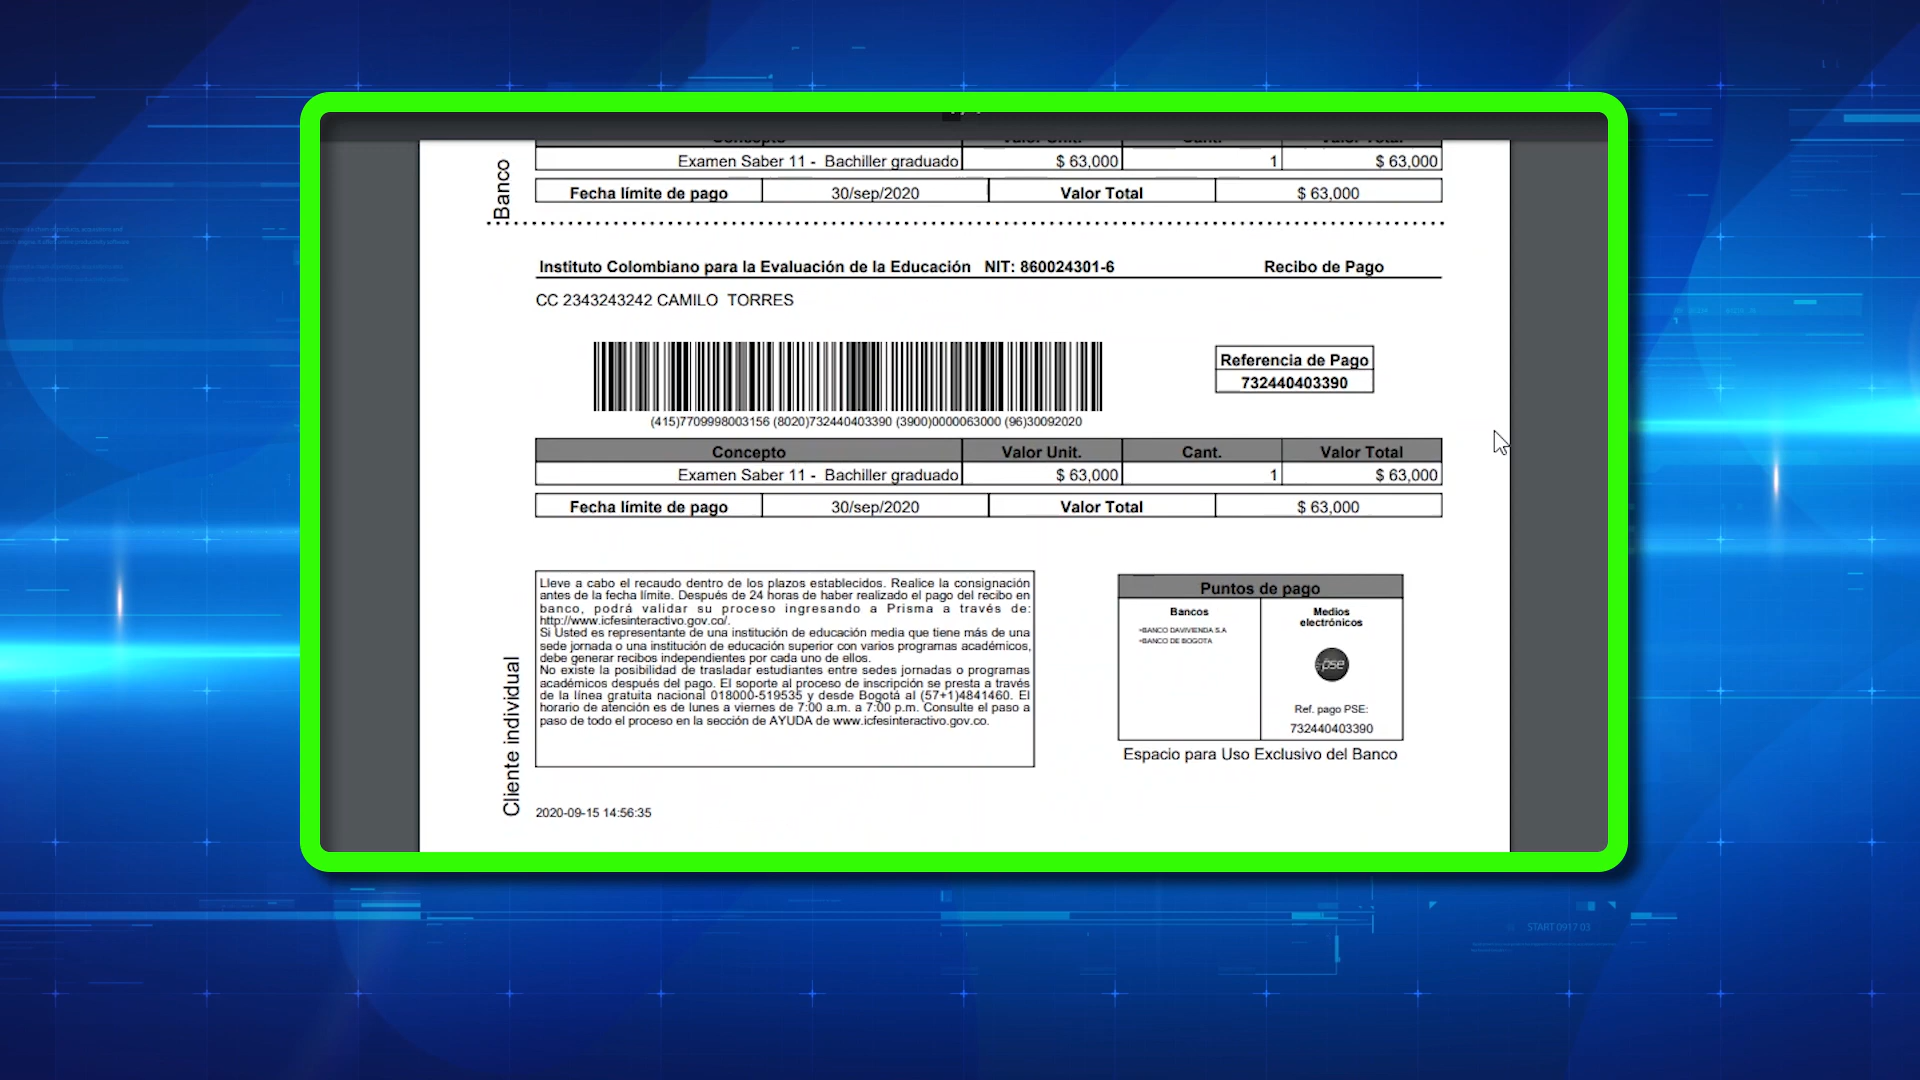 Banco
Examen Saber 11 -  Bachiller graduado $ 63,000 1 $ 63,000
Fecha límite de pago 30/sep/2020 Valor Total $ 63,000
Instituto Colombiano para la Evaluación de la Educación NIT: 860024301-6 Recibo de Pago
CC 2343243242 CAMILO  TORRES
Referencia de Pago
732440403390
(415)7709998003156 (8020)732440403390 (3900)0000063000 (96)30092020
Concepto Valor Unit. Cant. Valor Total
Examen Saber 11 -  Bachiller graduado $ 63,000 1 $ 63,000
Fecha límite de pago 30/sep/2020 Valor Total $ 63,000
Cliente individual
Lleve a cabo el recaudo dentro de los plazos establecidos. Realice la consignación
antes de la fecha límite. Después de 24 horas de haber realizado el pago del recibo en
banco, podrá validar su proceso ingresando a Prisma a través de:
http://www.icfesinteractivo.gov.co/.
Si Usted es representante de una institución de educación media que tiene más de una
sede jornada o una institución de educación superior con varios programas académicos,
debe generar recibos independientes por cada uno de ellos.
No existe la posibilidad de trasladar estudiantes entre sedes jornadas o programas
académicos después del pago. El soporte al proceso de inscripción se presta a través
de la línea gratuita nacional 018000-519535 y desde Bogotá al (57+1)4841460. El
horario de atención es de lunes a viernes de 7:00 a.m. a 7:00 p.m. Consulte el paso a
paso de todo el proceso en la sección de AYUDA de www.icfesinteractivo.gov.co.
Puntos de pago
Bancos
•BANCO DAVIVIENDA S.A
•BANCO DE BOGOTA
Medios
electrónicos
pse
Ref. pago PSE:
732440403390
Espacio para Uso Exclusivo del Banco
2020-09-15 14:56:35
START 0917 03